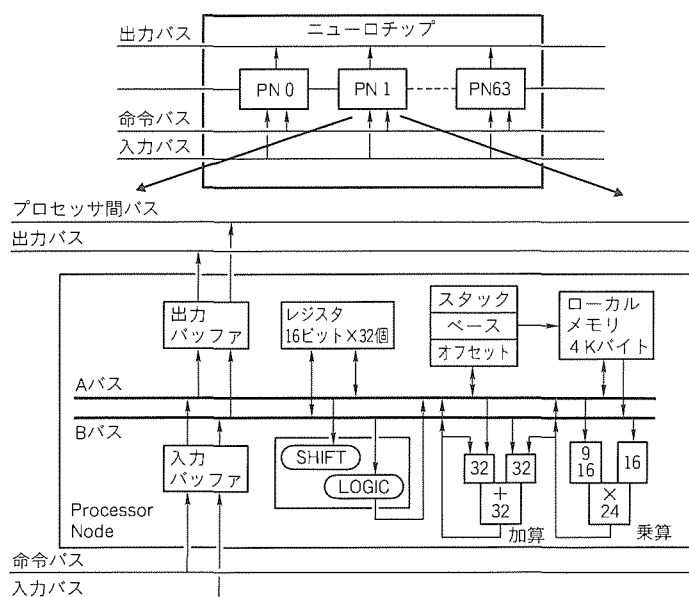 ニューロチップ
出力バス
PN 0
PN 1
PN63
命令バス
入力バス
プロセッサ間バス
出力バス
出力
バッファ
レジスタ
16ビット×32個
スタック
ベース
オフセット
ローカル
メモリ
4Kバイト
Aバス
Bバス
入力
バッファ
SHIFT
LOGIC
32
32
+
32
加算
9
16
16
×
24
乗算
Processor
Node
命令バス
入力バス